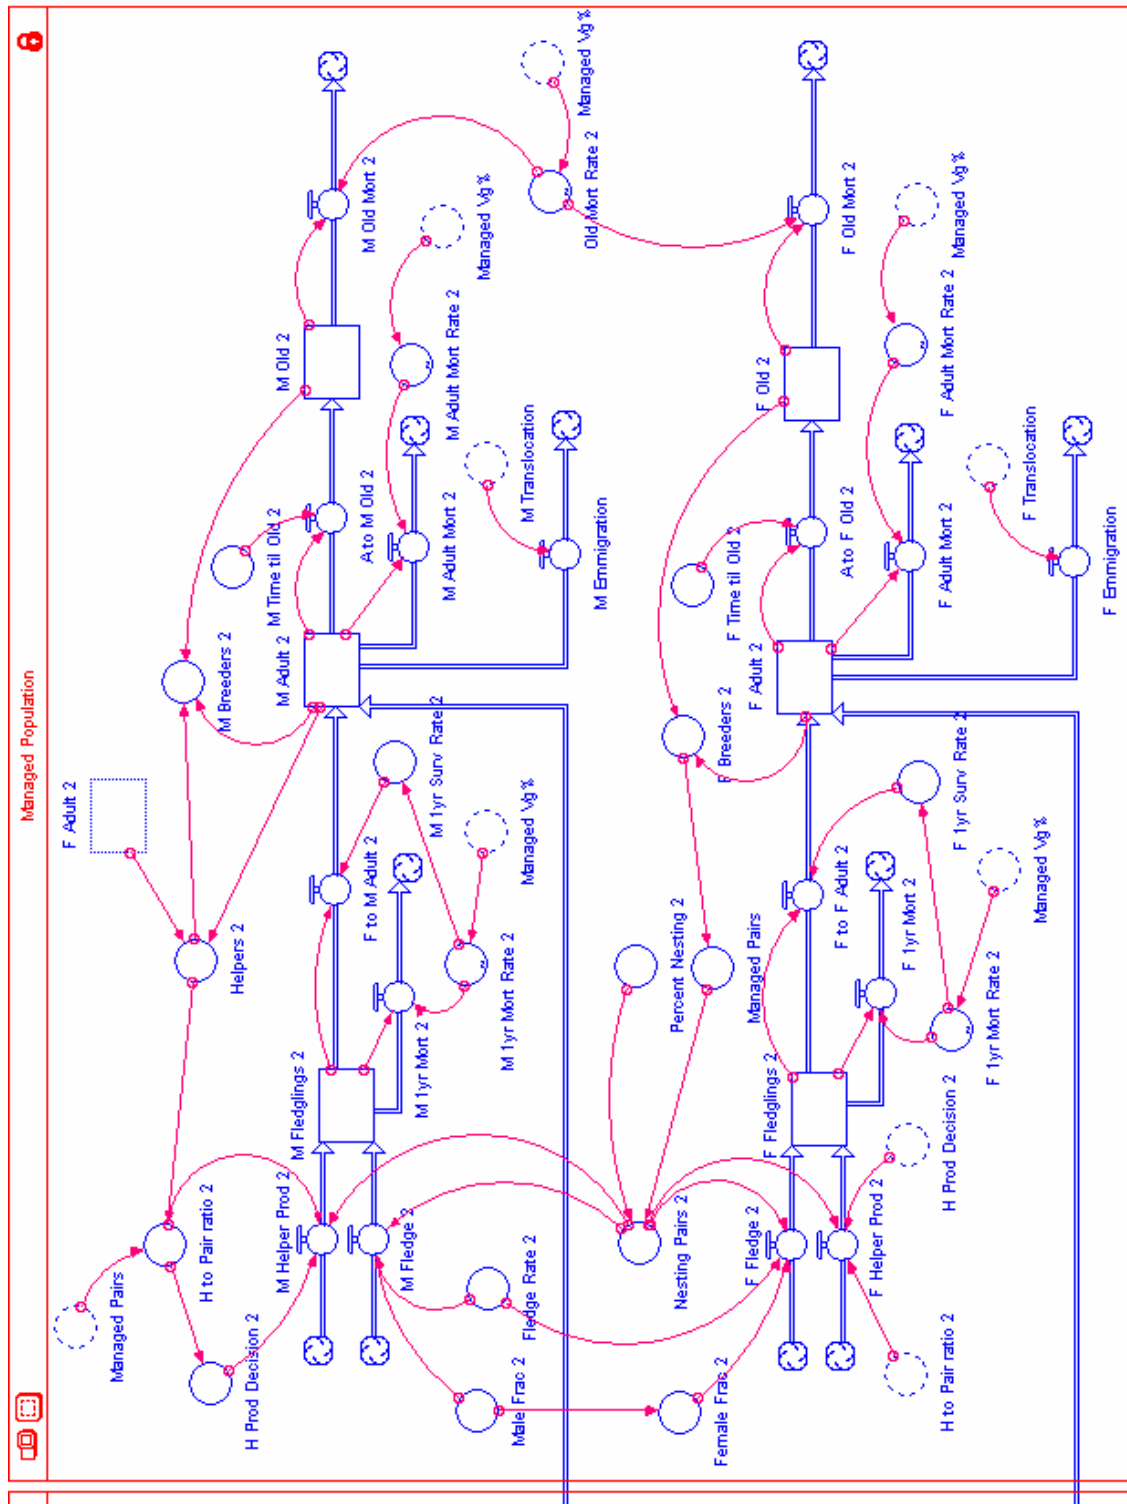 Managed Population
F Adult 2
Managed Pairs
H to Pair ratio 2
Helpers 2
M Breeders 2
H Prod Decision 2
M Helper Prod 2
M Fledglings 2
F to M Adult 2
M Adult 2
M Time til Old 2
M Old 2
M Old Mort 2
M Fledge 2
M 1yr Mort 2
M 1yr Surv Rate 2
A to M Old 2
M Adult Mort 2
M Adult Mort Rate 2
Managed Vg%
M 1yr Mort Rate 2
Managed Vg%
M Translocation
M Emmigration
Old Mort Rate 2
Managed Vg%
Male Frac 2
Fledge Rate 2
Nesting Pairs 2
Percent Nesting 2
Managed Pairs
F Breeders 2
F Time til Old 2
Female Frac 2
F Fledge 2
F Fledglings 2
F to F Adult 2
F Adult 2
A to F Old 2
F Old 2
F Old Mort 2
F Helper Prod 2
F 1yr Mort 2
F 1yr Surv Rate 2
F Adult Mort 2
F Adult Mort Rate 2
Managed Vg%
H to Pair ratio 2
H Prod Decision 2
F 1yr Mort Rate 2
Managed Vg%
F Translocation
F Emmigration